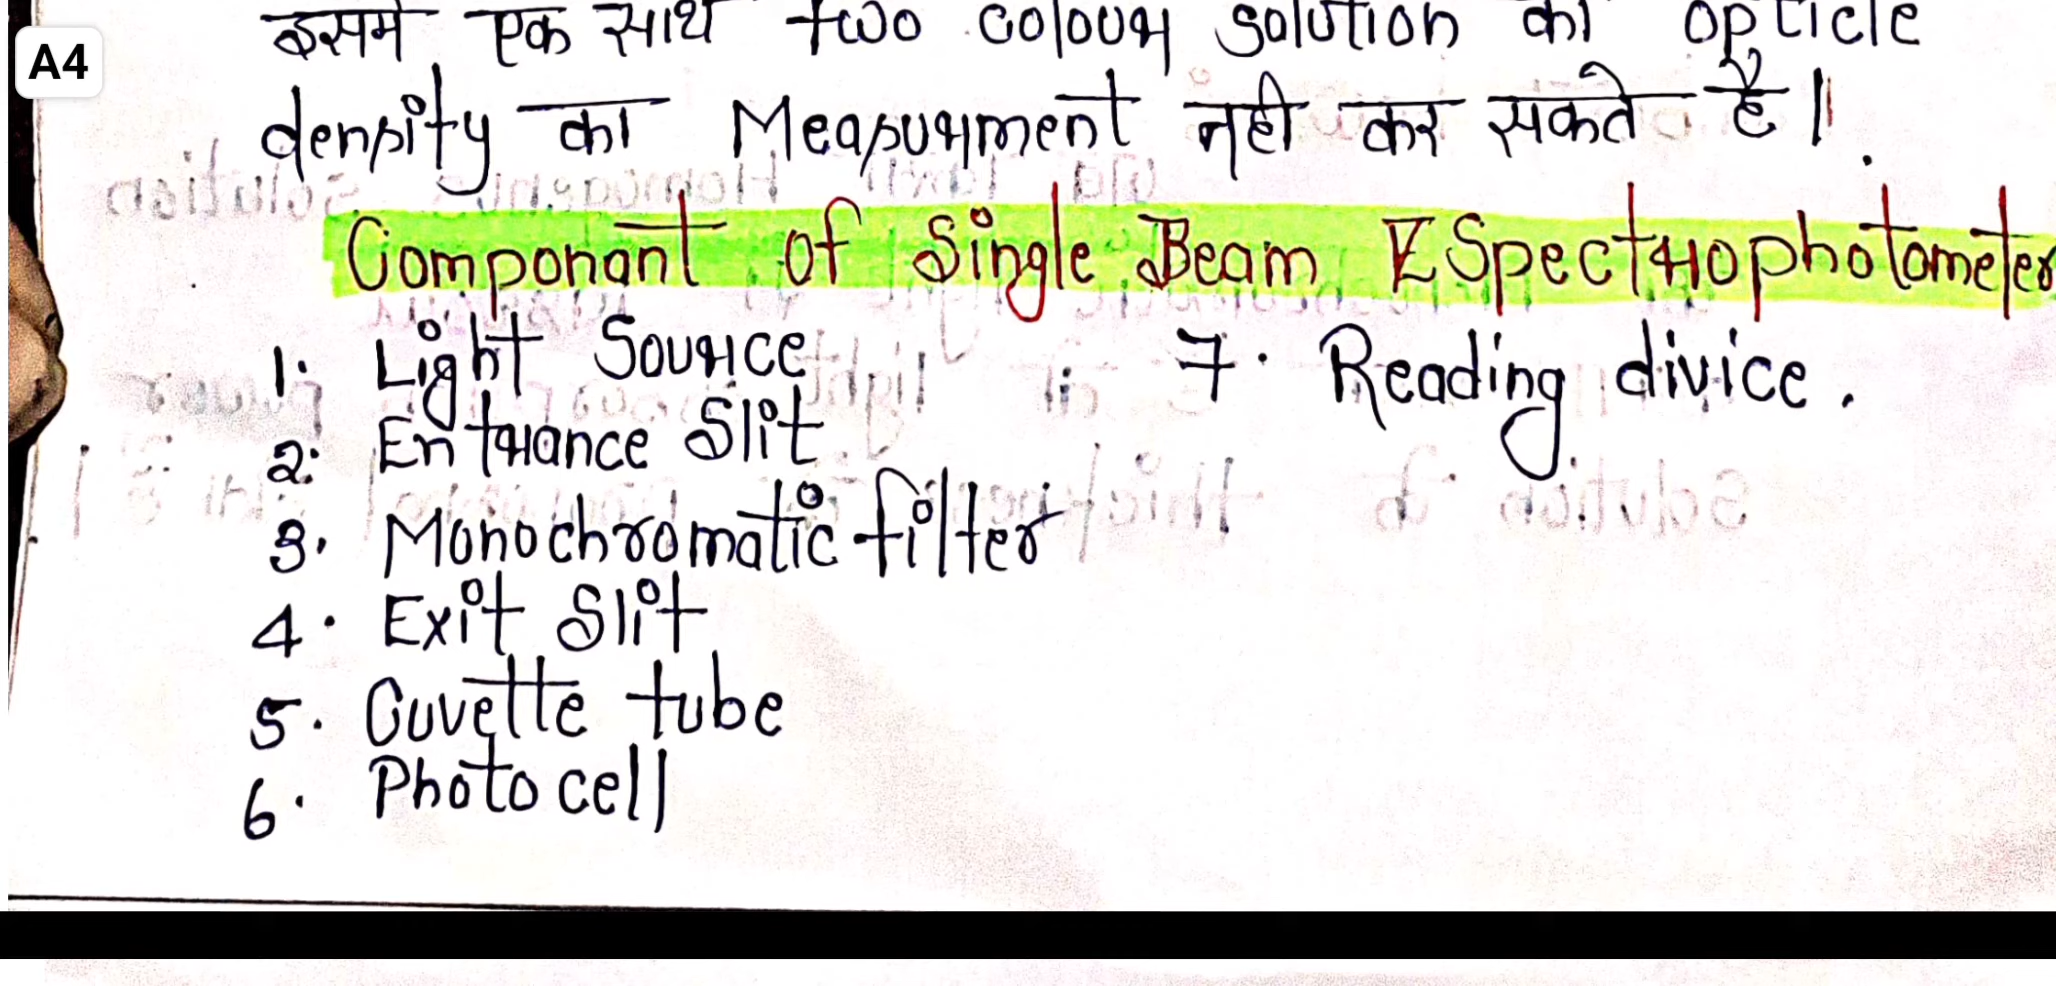 A4
इसमे एक साथ two colour solution का opticle
density का Measurment नही कर सकते है।
Componant of Single Beam Spectrophotometer
1. Light Source
2. Entrance Slit
3. Monochromatic filter
4. Exit Slit
5. Cuvette tube
6. Photo cell
7. Reading divice.